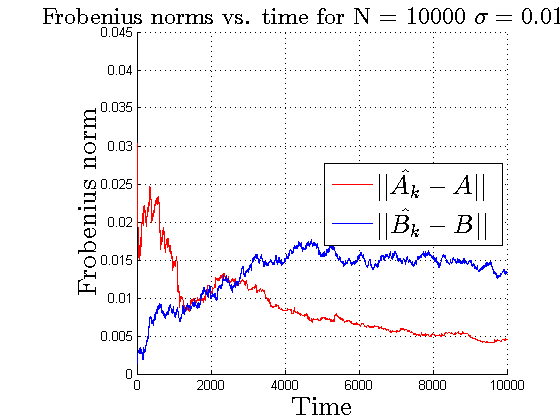 Frobenius norms vs. time for N = 10000 σ = 0.01
0.045
0.04
0.035
0.03
0.025
0.02
0.015
0.01
0.005
0
Frobenius norm
||Â_k − A||
||B̂_k − B||
0 2000 4000 6000 8000 10000
Time